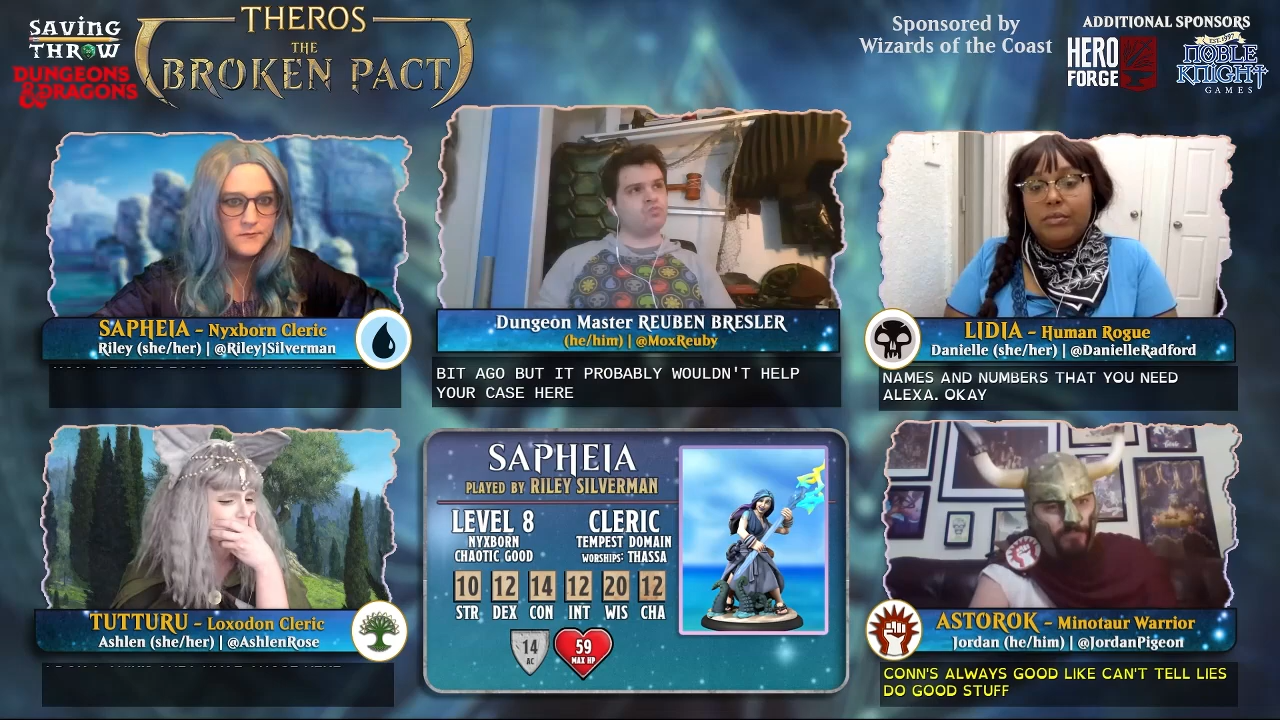 SAVING
THROW
DUNGEONS
& DRAGONS
THEROS
THE
BROKEN PACT
Sponsored by
Wizards of the Coast
ADDITIONAL SPONSORS
HERO
FORGE
EST. 1997
NOBLE
KNIGHT
GAMES
SAPHEIA – Nyxborn Cleric
Riley (she/her) | @RileyJSilverman
Dungeon Master REUBEN BRESLER
(he/him) | @MoxReuby
BIT AGO BUT IT PROBABLY WOULDN'T HELP
YOUR CASE HERE
LIDIA – Human Rogue
Danielle (she/her) | @DanielleRadford
NAMES AND NUMBERS THAT YOU NEED
ALEXA. OKAY
TUTTURU – Loxodon Cleric
Ashlen (she/her) | @AshlenRose
SAPHEIA
PLAYED BY RILEY SILVERMAN
LEVEL 8
NYXBORN
CHAOTIC GOOD
CLERIC
TEMPEST DOMAIN
WORSHIPS: THASSA
10 12 14 12 20 12
STR DEX CON INT WIS CHA
14
AC
59
MAX HP
ASTOROK – Minotaur Warrior
Jordan (he/him) | @JordanPigeon
CONN'S ALWAYS GOOD LIKE CAN'T TELL LIES
DO GOOD STUFF